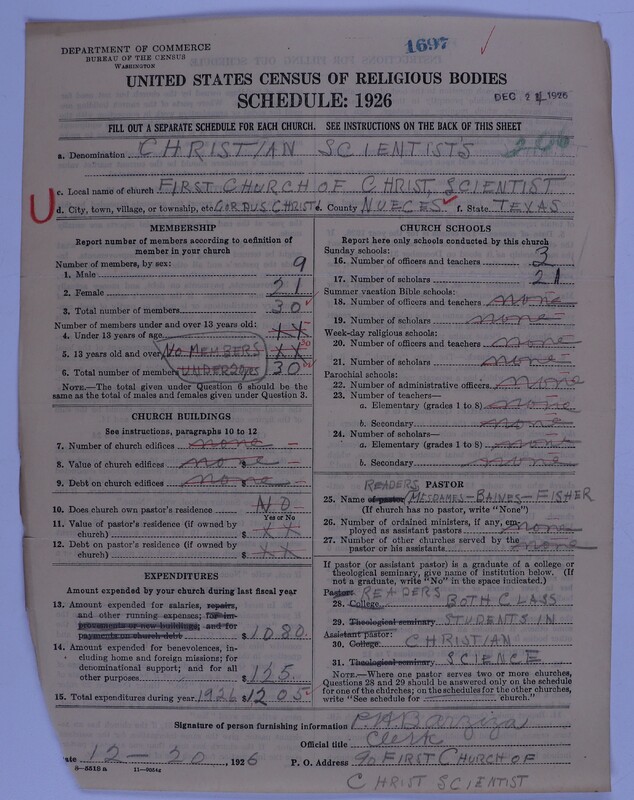 DEPARTMENT OF COMMERCE
BUREAU OF THE CENSUS
WASHINGTON
1697
UNITED STATES CENSUS OF RELIGIOUS BODIES
SCHEDULE: 1926
DEC 24 1926
FILL OUT A SEPARATE SCHEDULE FOR EACH CHURCH. SEE INSTRUCTIONS ON THE BACK OF THIS SHEET
206
a. Denomination CHRISTIAN SCIENTISTS
c. Local name of church FIRST CHURCH OF CHRIST, SCIENTIST
U
d. City, town, village, or township, etc. CORPUS CHRISTI. County NUECES f. State TEXAS
MEMBERSHIP
Report number of members according to definition of
member in your church
Number of members, by sex:
1. Male 9
2. Female 21
3. Total number of members 30
Number of members under and over 13 years old:
4. Under 13 years of age XX
5. 13 years old and over XX 30
NO MEMBERS
UNDER 20 yrs
6. Total number of members 30
NOTE.—The total given under Question 6 should be the
same as the total of males and females given under Question 3.
CHURCH BUILDINGS
See instructions, paragraphs 10 to 12
7. Number of church edifices none
8. Value of church edifices $ none
9. Debt on church edifices $ none
10. Does church own pastor's residence NO
Yes or No
11. Value of pastor's residence (if owned by
church) $ XX
12. Debt on pastor's residence (if owned by
church) $ XX
EXPENDITURES
Amount expended by church during last fiscal year
13. Amount expended for salaries, repairs,
and other running expenses; for im-
provements or new buildings; and for
payments on church debt $ 1080
14. Amount expended for benevolences, in-
cluding home and foreign missions; for
denominational support; and for all
other purposes $ 125
15. Total expenditures during year 1926 $ 1205
CHURCH SCHOOLS
Report here only schools conducted by this church
Sunday schools:
16. Number of officers and teachers 3
17. Number of scholars 21
Summer vacation Bible schools:
18. Number of officers and teachers none
19. Number of scholars none
Week-day religious schools:
20. Number of officers and teachers none
21. Number of scholars none
Parochial schools:
22. Number of administrative officers none
23. Number of teachers—
a. Elementary (grades 1 to 8) none
b. Secondary none
24. Number of scholars—
a. Elementary (grades 1 to 8) none
b. Secondary none
READERS PASTOR
25. Name of pastor MESDAMES-BAINES-FISHER
(If church has no pastor, write "None")
26. Number of ordained ministers, if any, em-
ployed as assistant pastors none
27. Number of other churches served by the
pastor or his assistants none
If pastor (or assistant pastor) is a graduate of a college or
theological seminary, give name of institution below. (If
not a graduate, write "No" in the space indicated.)
Pastor: READERS
28. College BOTH CLASS
29. Theological seminary STUDENTS IN
Assistant pastor:
30. College CHRISTIAN
31. Theological seminary SCIENCE
NOTE.—Where one pastor serves two or more churches,
Questions 28 and 29 should be answered only on the schedule
for one of the churches; on the schedules for the other churches,
write "See schedule for church."
Signature of person furnishing information
Official title Clerk
Date 12-20, 1926 P. O. Address % FIRST CHURCH OF
CHRIST SCIENTIST